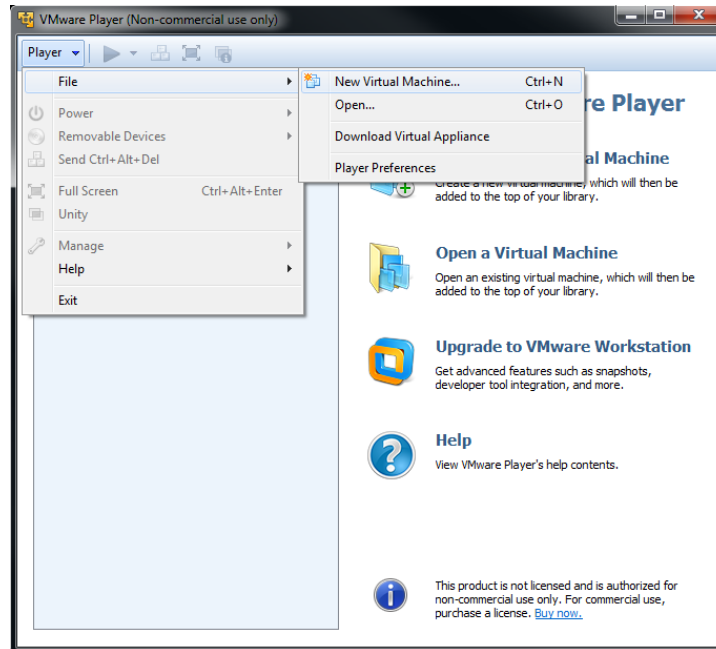 VMware Player (Non-commercial use only)
Player
File
New Virtual Machine... Ctrl+N
Open... Ctrl+O
Download Virtual Appliance
Player Preferences
Power
Removable Devices
Send Ctrl+Alt+Del
Full Screen Ctrl+Alt+Enter
Unity
Manage
Help
Exit
re Player
al Machine
Create a new virtual machine, which will then be
added to the top of your library.
Open a Virtual Machine
Open an existing virtual machine, which will then be
added to the top of your library.
Upgrade to VMware Workstation
Get advanced features such as snapshots,
developer tool integration, and more.
Help
View VMware Player's help contents.
This product is not licensed and is authorized for
non-commercial use only. For commercial use,
purchase a license. Buy now.